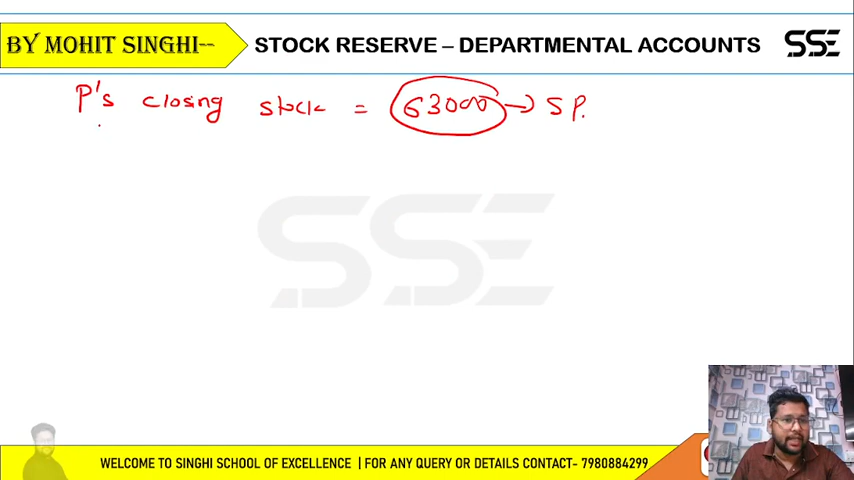 BY MOHIT SINGHI--
STOCK RESERVE – DEPARTMENTAL ACCOUNTS
SSE
P's closing stock = 63000 → S P.
SSE
WELCOME TO SINGHI SCHOOL OF EXCELLENCE | FOR ANY QUERY OR DETAILS CONTACT- 7980884299